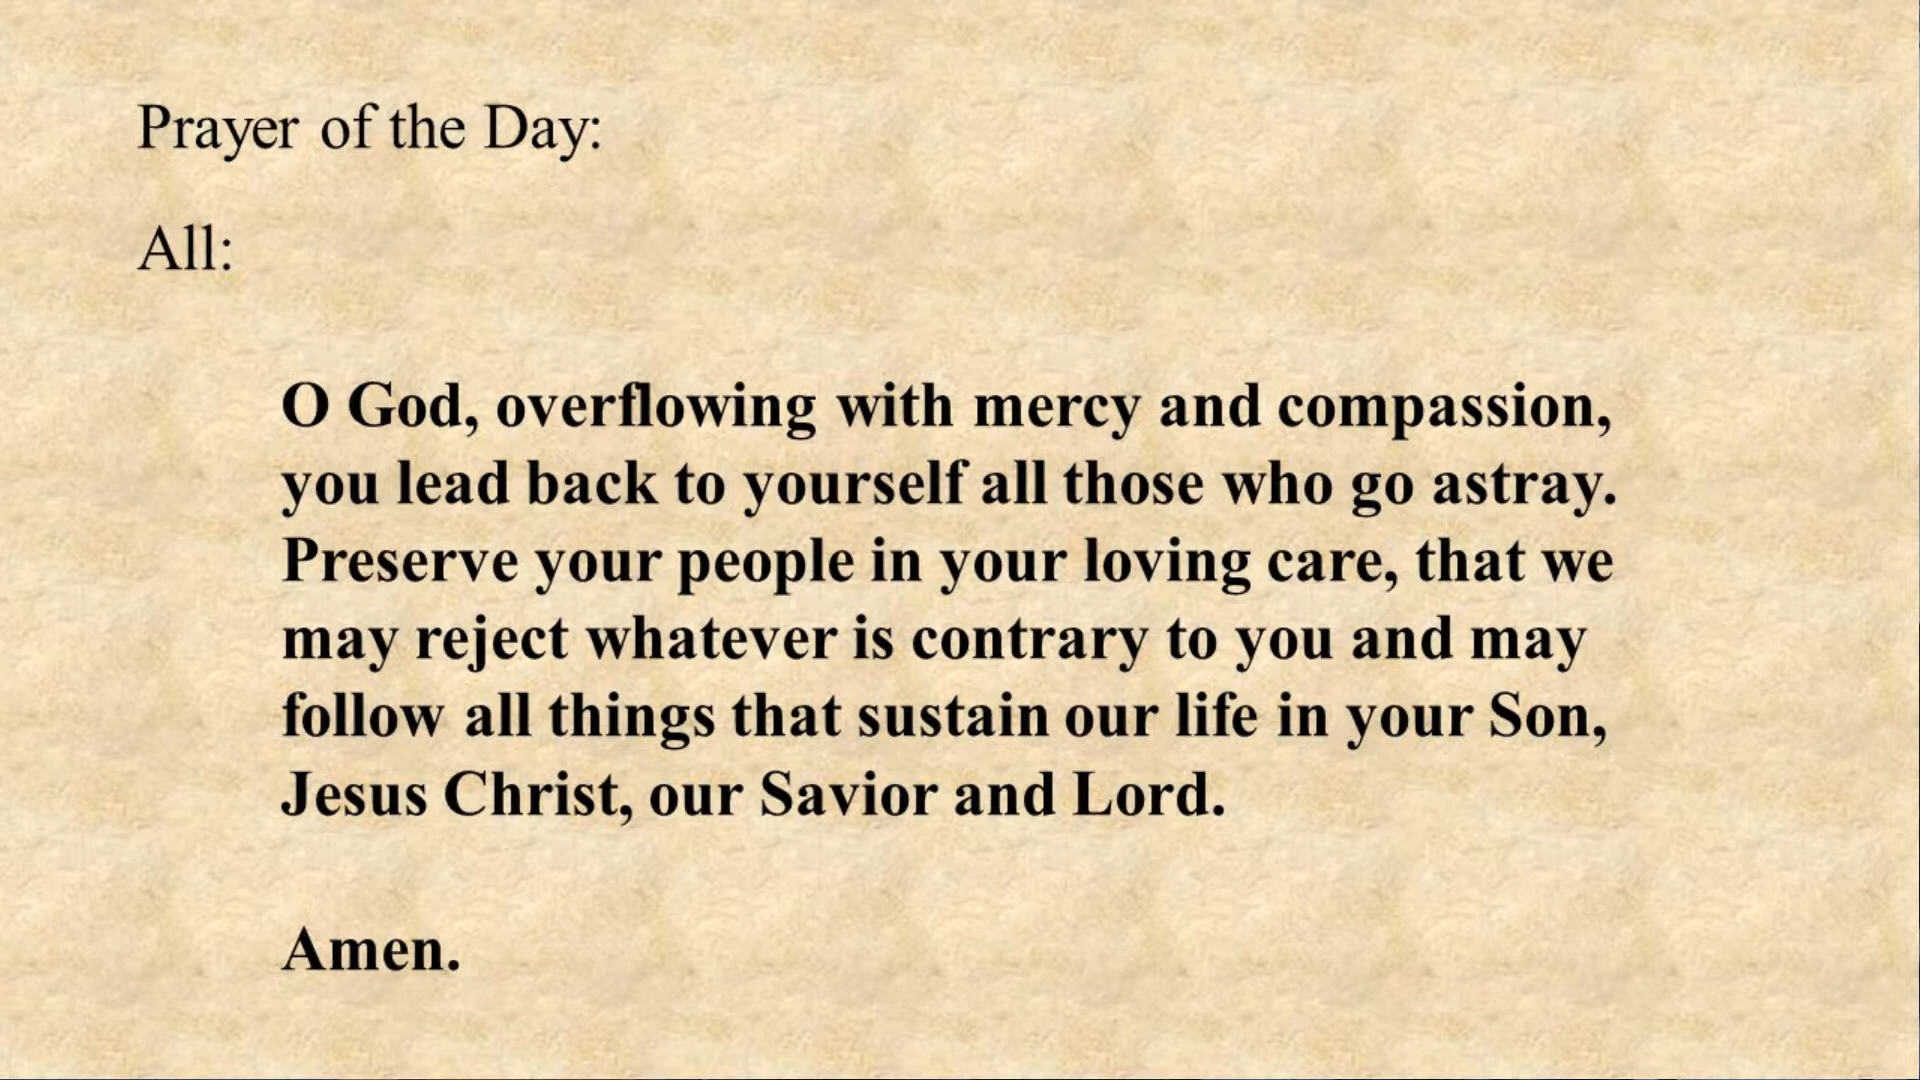 Prayer of the Day:
All:
O God, overflowing with mercy and compassion,
you lead back to yourself all those who go astray.
Preserve your people in your loving care, that we
may reject whatever is contrary to you and may
follow all things that sustain our life in your Son,
Jesus Christ, our Savior and Lord.
Amen.